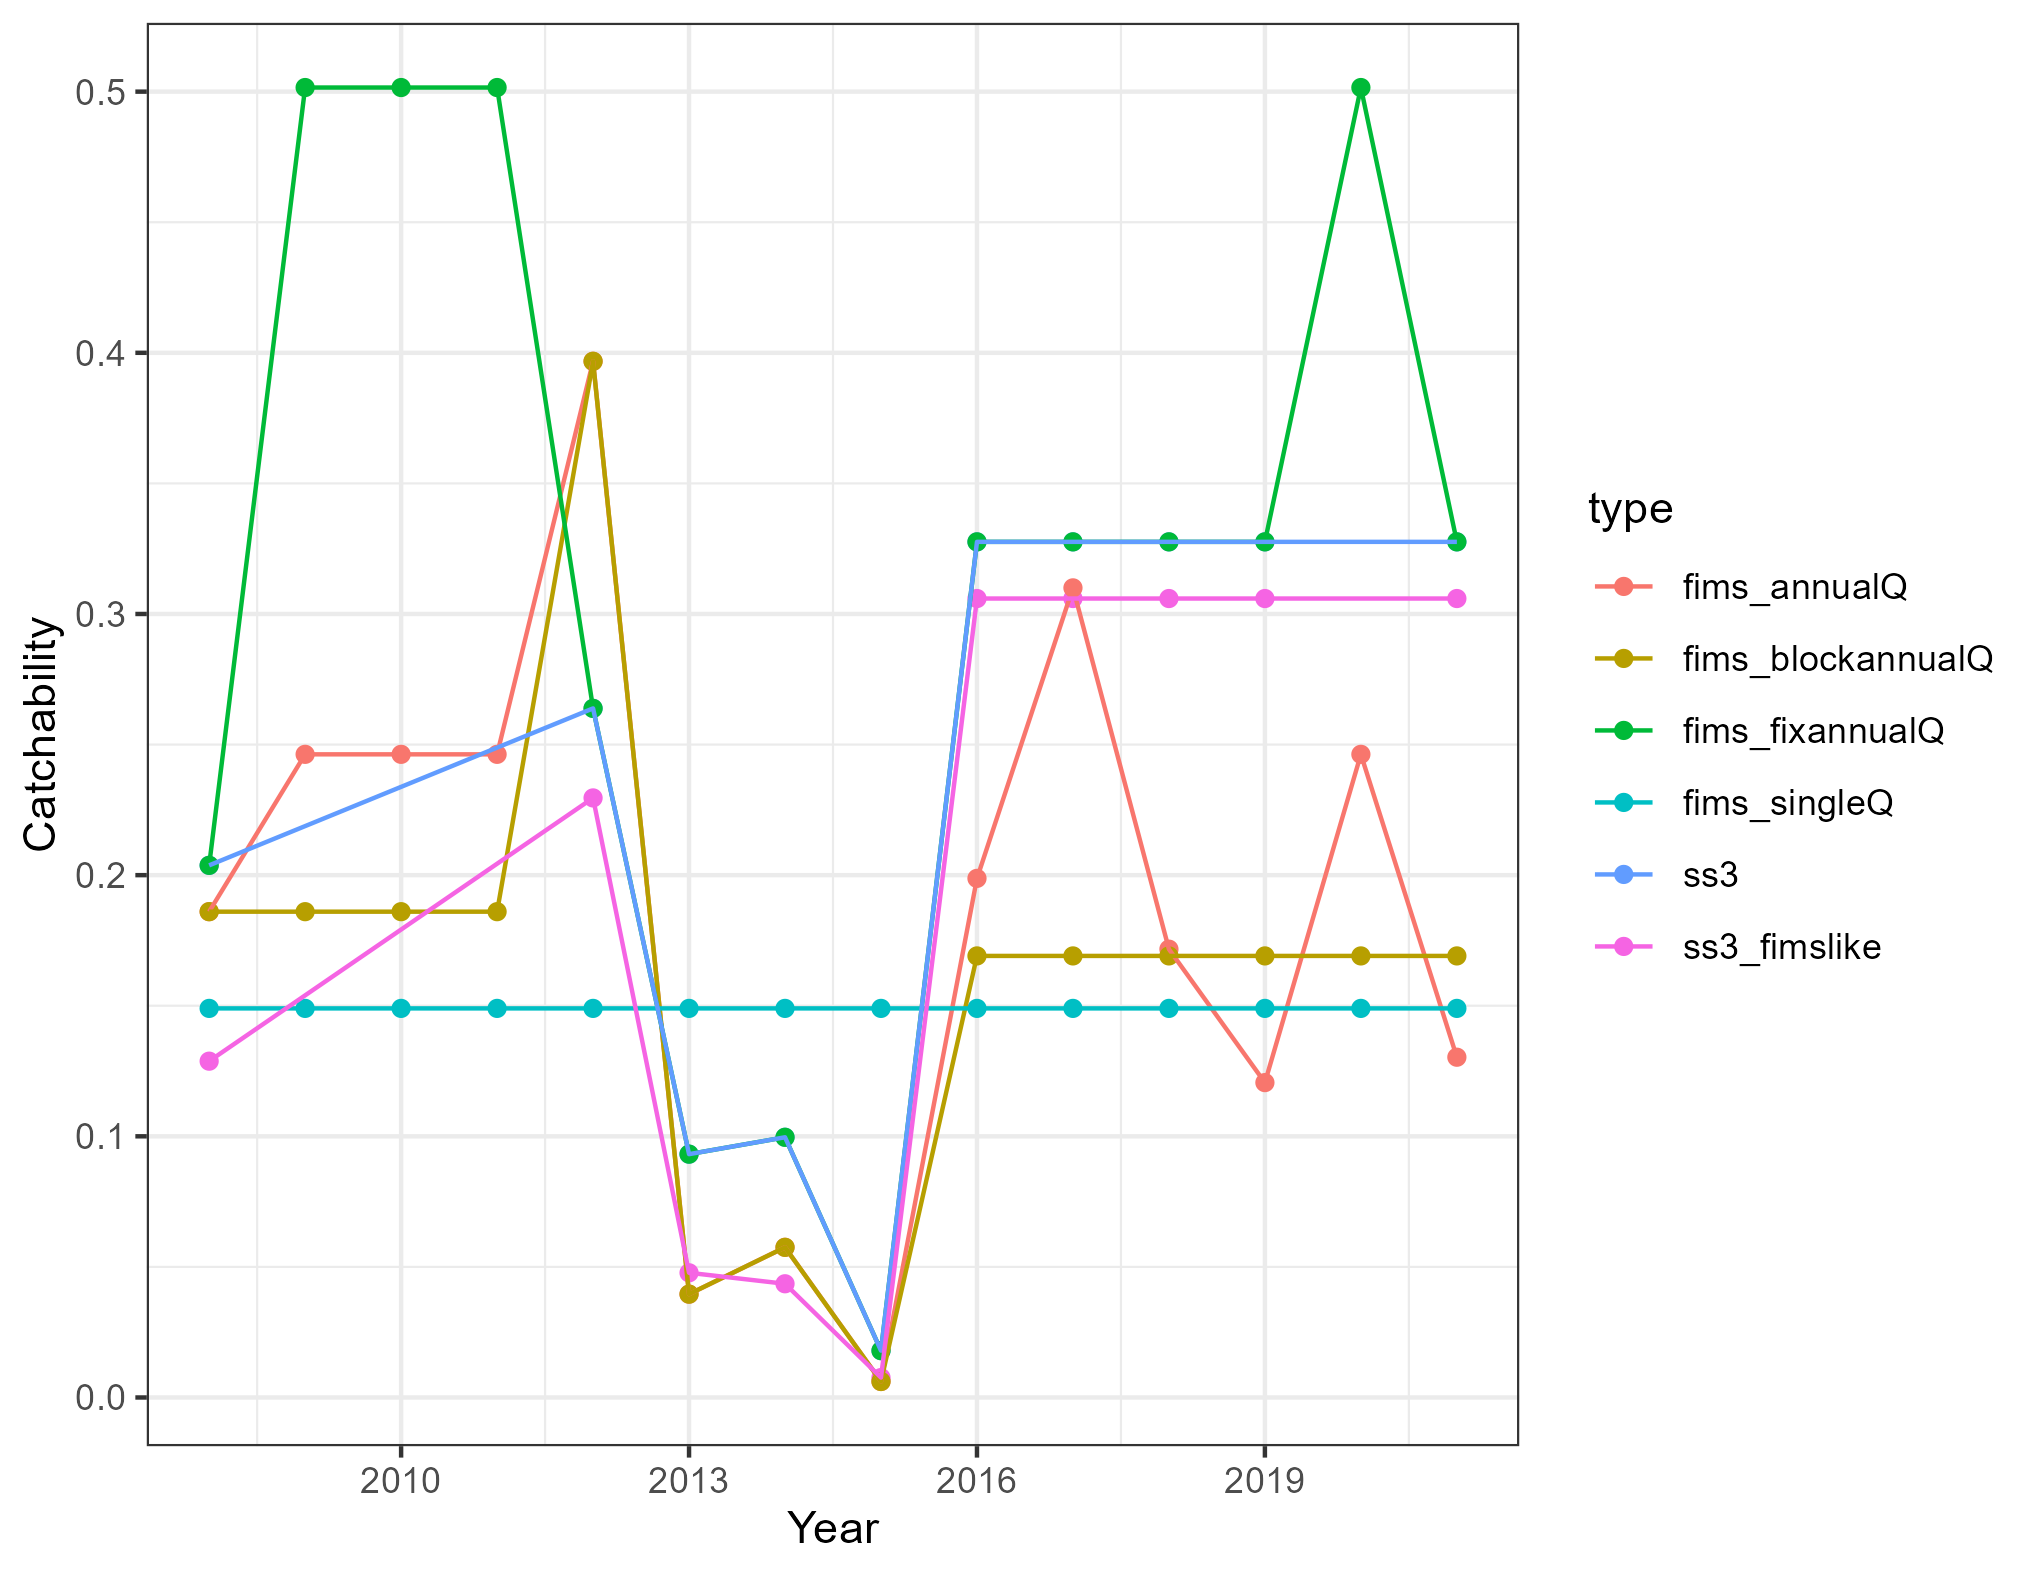 0.5
0.4
0.3
0.2
0.1
0.0
Catchability
2010 2013 2016 2019
Year
type
fims_annualQ
fims_blockannualQ
fims_fixannualQ
fims_singleQ
ss3
ss3_fimslike